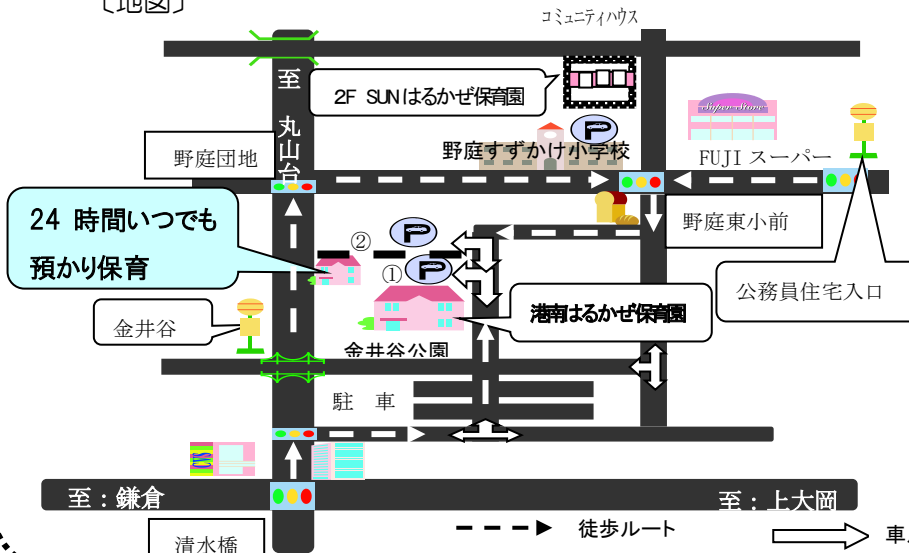 〔地図〕
コミュニティハウス
至
丸山台
2F SUNはるかぜ保育園
Super Store
野庭団地
野庭すずかけ小学校
FUJI スーパー
24 時間いつでも
預かり保育
②
①
野庭東小前
公務員住宅入口
金井谷
港南はるかぜ保育園
金井谷公園
駐 車
至：鎌倉
至：上大岡
清水橋
徒歩ルート
車